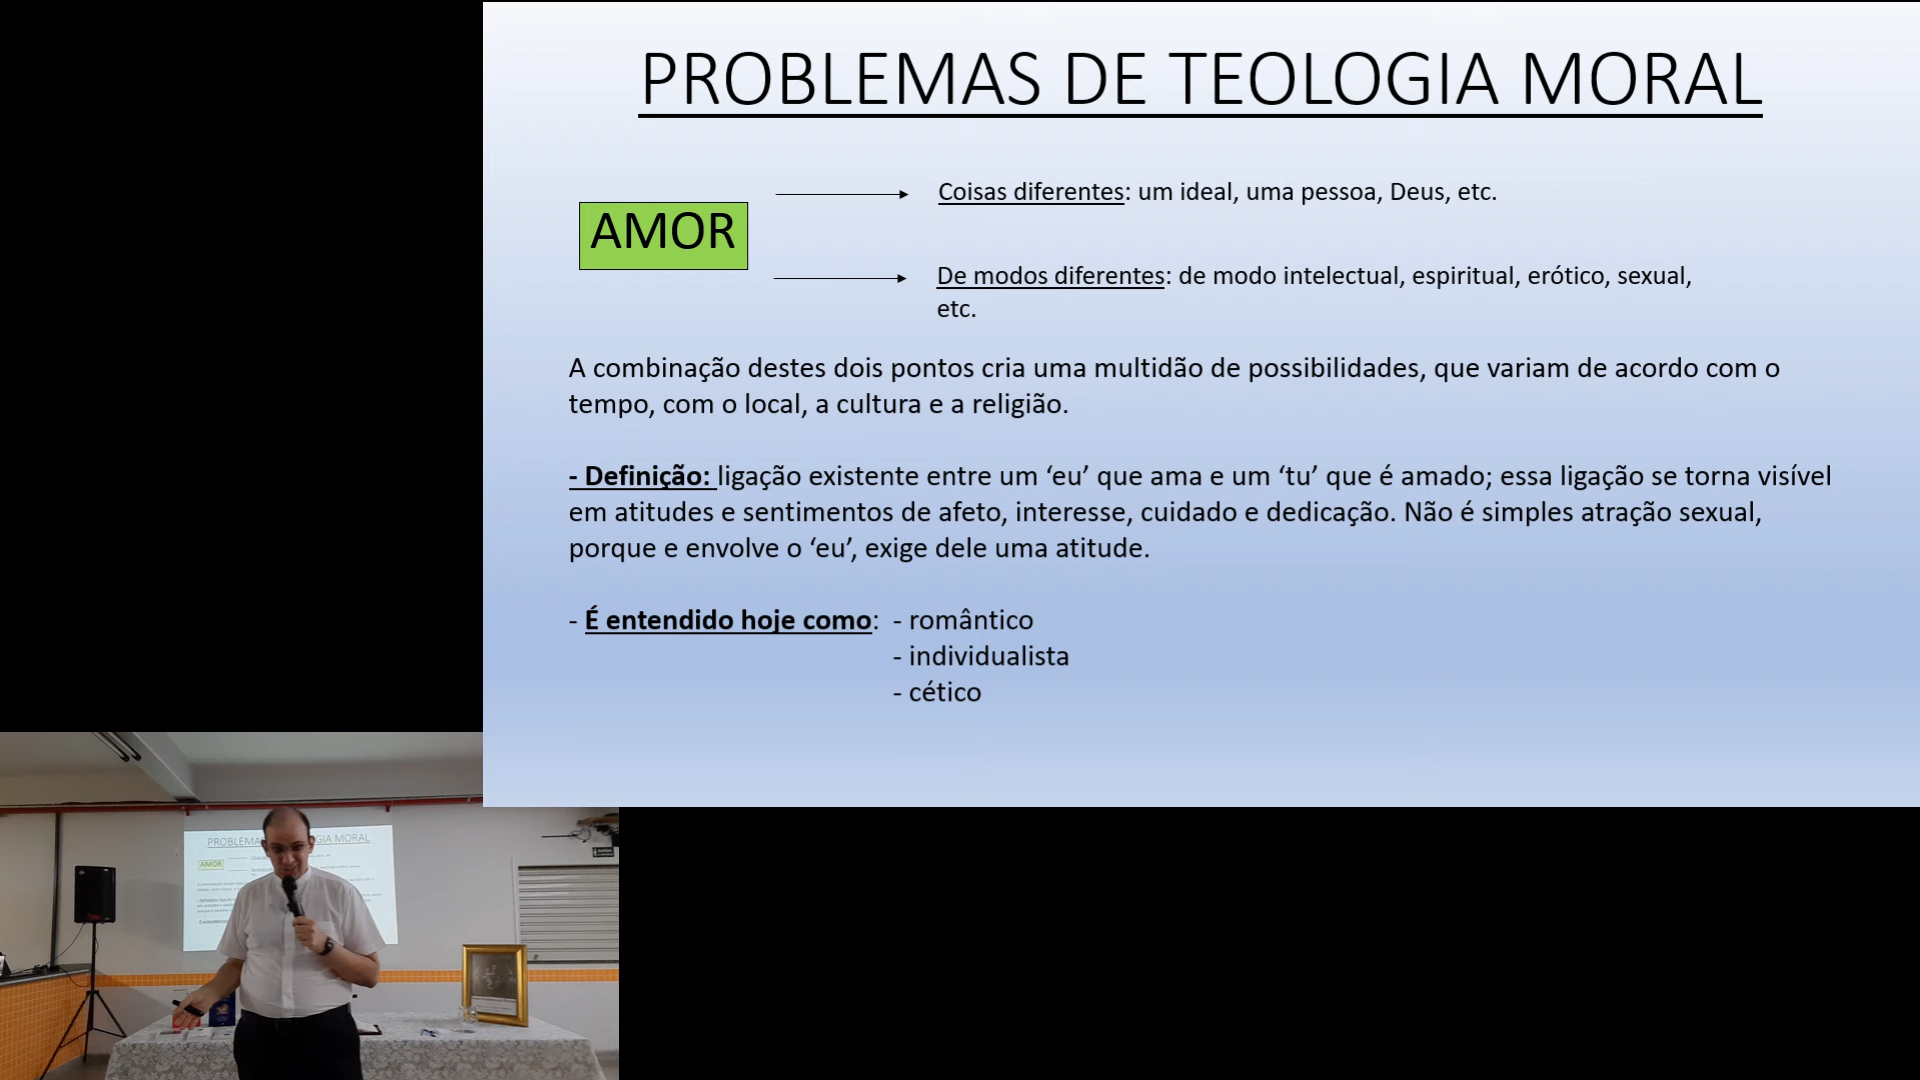 PROBLEMAS DE TEOLOGIA MORAL
AMOR
Coisas diferentes: um ideal, uma pessoa, Deus, etc.
De modos diferentes: de modo intelectual, espiritual, erótico, sexual,
etc.
A combinação destes dois pontos cria uma multidão de possibilidades, que variam de acordo com o
tempo, com o local, a cultura e a religião.
- Definição: ligação existente entre um ‘eu’ que ama e um ‘tu’ que é amado; essa ligação se torna visível
em atitudes e sentimentos de afeto, interesse, cuidado e dedicação. Não é simples atração sexual,
porque e envolve o ‘eu’, exige dele uma atitude.
- É entendido hoje como: - romântico
- individualista
- cético
PROBLEMA GIA MORAL
AMOR